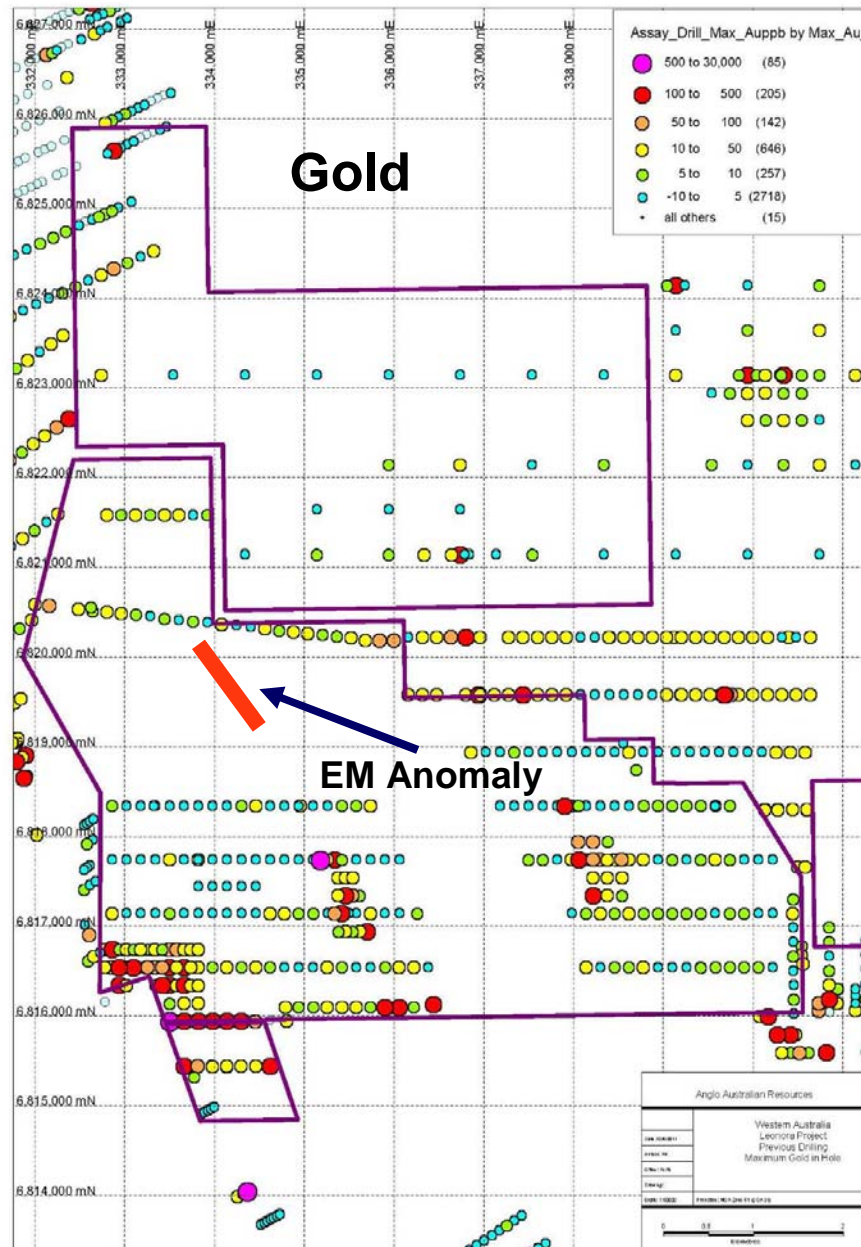 332,000 mE
333,000 mE
334,000 mE
335,000 mE
336,000 mE
337,000 mE
338,000 mE
6,827,000 mN
6,826,000 mN
6,825,000 mN
6,824,000 mN
6,823,000 mN
6,822,000 mN
6,821,000 mN
6,820,000 mN
6,819,000 mN
6,818,000 mN
6,817,000 mN
6,816,000 mN
6,815,000 mN
6,814,000 mN
Assay_Drill_Max_Auppb by Max_Au
500 to 30,000 (85)
100 to 500 (205)
50 to 100 (142)
10 to 50 (646)
5 to 10 (257)
-10 to 5 (2718)
all others (15)
Gold
EM Anomaly
Anglo Australian Resources
Western Australia
Leonora Project
Previous Drilling
Maximum Gold in Hole
0 0.5 1 2
kilometres